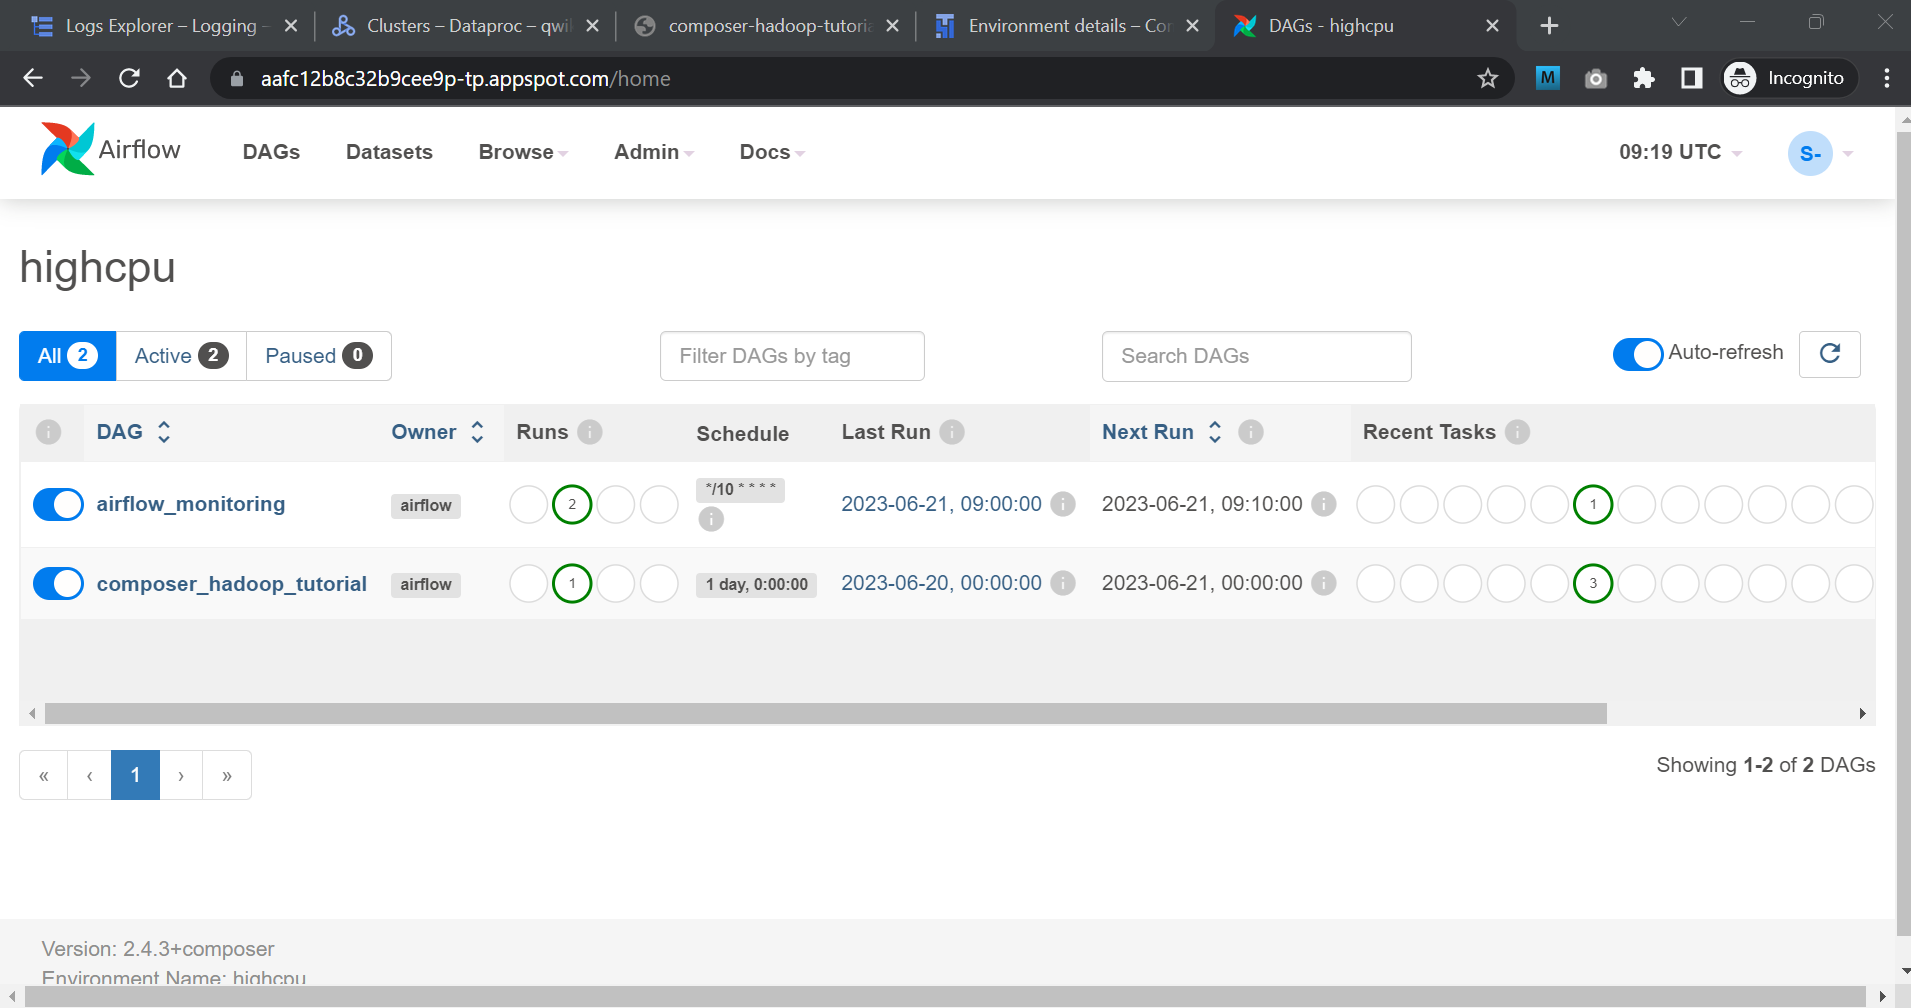 Logs Explorer – Logging –
Clusters – Dataproc – qwi
composer-hadoop-tutoria
Environment details – Co
DAGs - highcpu
aafc12b8c32b9cee9p-tp.appspot.com/home
M
Incognito
Airflow
DAGs
Datasets
Browse
Admin
Docs
09:19 UTC
S-
highcpu
All 2
Active 2
Paused 0
Filter DAGs by tag
Search DAGs
Auto-refresh
DAG Owner Runs Schedule Last Run Next Run Recent Tasks
airflow_monitoring airflow 2 */10 * * * * 2023-06-21, 09:00:00 2023-06-21, 09:10:00 1
composer_hadoop_tutorial airflow 1 1 day, 0:00:00 2023-06-20, 00:00:00 2023-06-21, 00:00:00 3
« ‹ 1 › »
Showing 1-2 of 2 DAGs
Version: 2.4.3+composer
Environment Name: highcpu